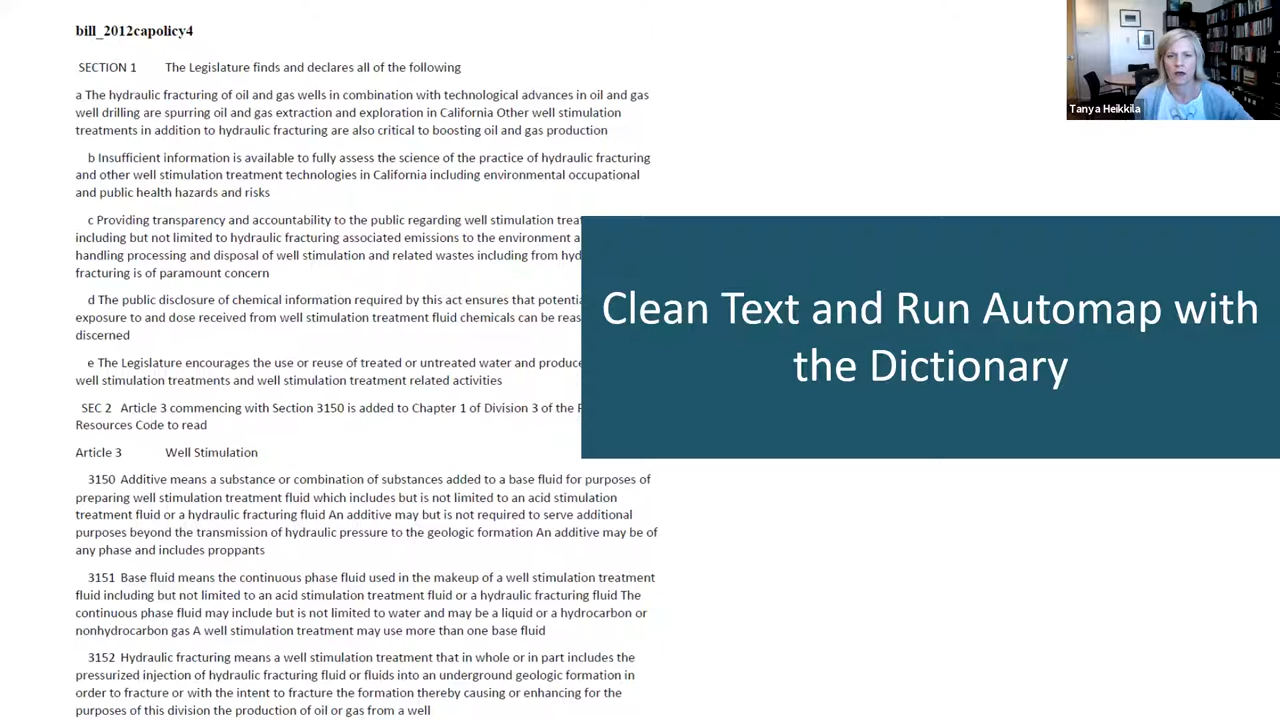 bill_2012capolicy4
SECTION 1 The Legislature finds and declares all of the following
a The hydraulic fracturing of oil and gas wells in combination with technological advances in oil and gas
well drilling are spurring oil and gas extraction and exploration in California Other well stimulation
treatments in addition to hydraulic fracturing are also critical to boosting oil and gas production
b Insufficient information is available to fully assess the science of the practice of hydraulic fracturing
and other well stimulation treatment technologies in California including environmental occupational
and public health hazards and risks
c Providing transparency and accountability to the public regarding well stimulation
including but not limited to hydraulic fracturing associated emissions to the environment
handling processing and disposal of well stimulation and related wastes including from
fracturing is of paramount concern
d The public disclosure of chemical information required by this act ensures that
exposure to and dose received from well stimulation treatment fluid chemicals can be
discerned
e The Legislature encourages the use or reuse of treated or untreated water and
well stimulation treatments and well stimulation treatment related activities
SEC 2 Article 3 commencing with Section 3150 is added to Chapter 1 of Division 3 of the
Resources Code to read
Article 3 Well Stimulation
3150 Additive means a substance or combination of substances added to a base fluid for purposes of
preparing well stimulation treatment fluid which includes but is not limited to an acid stimulation
treatment fluid or a hydraulic fracturing fluid An additive may but is not required to serve additional
purposes beyond the transmission of hydraulic pressure to the geologic formation An additive may be of
any phase and includes proppants
3151 Base fluid means the continuous phase fluid used in the makeup of a well stimulation treatment
fluid including but not limited to an acid stimulation treatment fluid or a hydraulic fracturing fluid The
continuous phase fluid may include but is not limited to water and may be a liquid or a hydrocarbon or
nonhydrocarbon gas A well stimulation treatment may use more than one base fluid
3152 Hydraulic fracturing means a well stimulation treatment that in whole or in part includes the
pressurized injection of hydraulic fracturing fluid or fluids into an underground geologic formation in
order to fracture or with the intent to fracture the formation thereby causing or enhancing for the
purposes of this division the production of oil or gas from a well
Clean Text and Run Automap with
the Dictionary
Tanya Heikkila